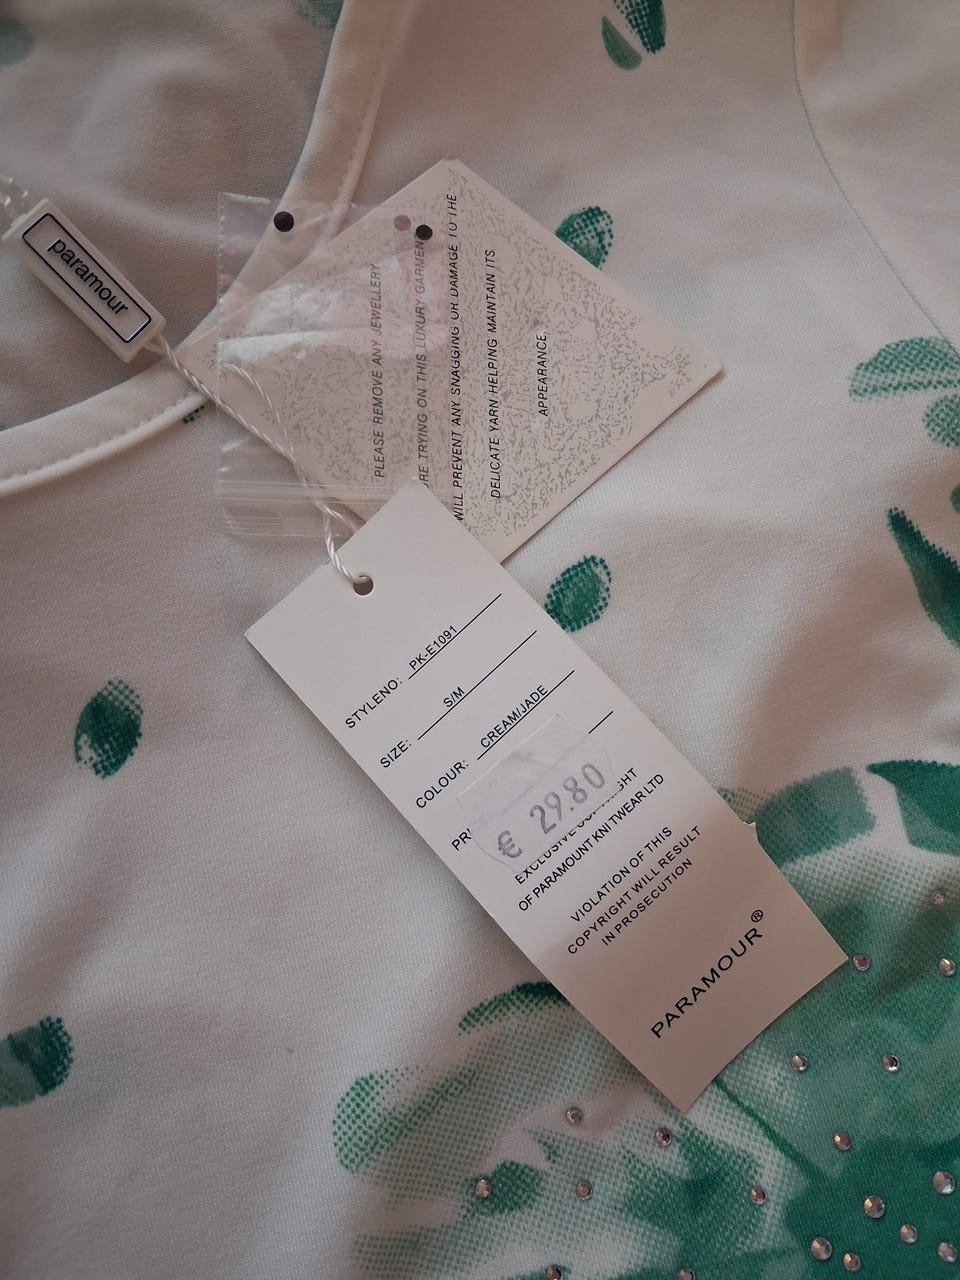 paramour
PLEASE REMOVE ANY JEWELLERY
TRYING ON THIS LUXURY GARMENT
WILL PREVENT ANY SNAGGING OR DAMAGE TO THE
DELICATE YARN HELPING MAINTAIN ITS
APPEARANCE.
STYLENO: PK-E1091
SIZE: S/M
COLOUR: CREAM/JADE
€ 29.80
EXCLUSIVE COPYRIGHT
OF PARAMOUNT KNITWEAR LTD
VIOLATION OF THIS
COPYRIGHT WILL RESULT
IN PROSECUTION
PARAMOUR®